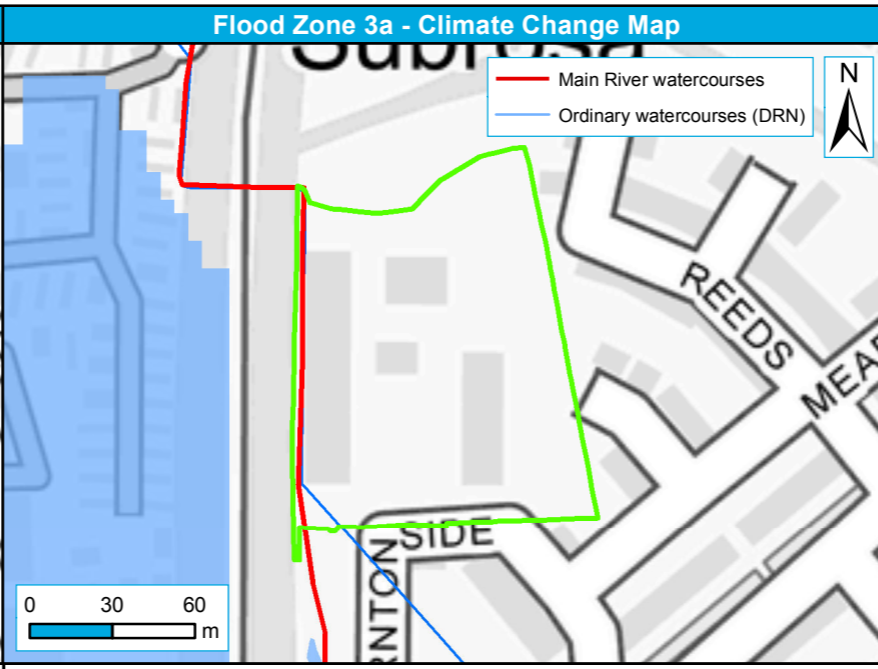 Flood Zone 3a - Climate Change Map
Subrosa
Main River watercourses
Ordinary watercourses (DRN)
N
REEDS
MEA
SIDE
RNTON
0 30 60
m